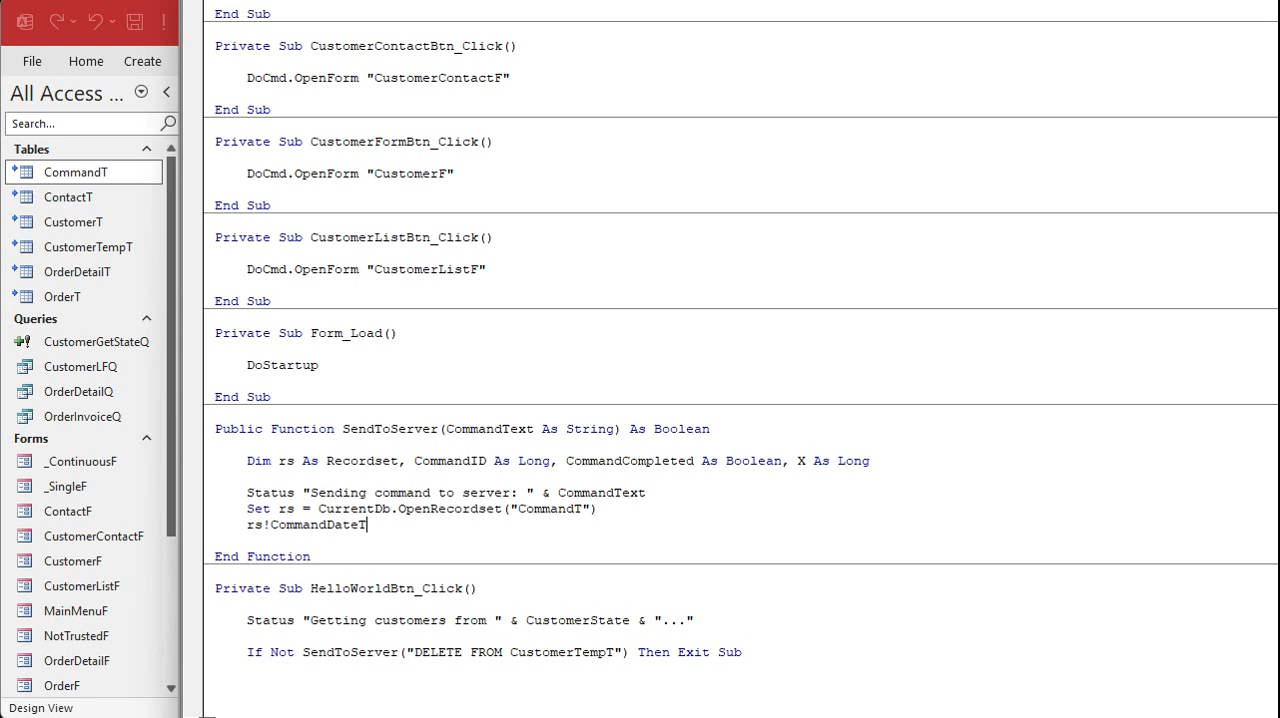 File Home Create
All Access ...
Search...
Tables
CommandT
ContactT
CustomerT
CustomerTempT
OrderDetailT
OrderT
Queries
CustomerGetStateQ
CustomerLFQ
OrderDetailQ
OrderInvoiceQ
Forms
_ContinuousF
_SingleF
ContactF
CustomerContactF
CustomerF
CustomerListF
MainMenuF
NotTrustedF
OrderDetailF
OrderF
Design View
End Sub
Private Sub CustomerContactBtn_Click()
DoCmd.OpenForm "CustomerContactF"
End Sub
Private Sub CustomerFormBtn_Click()
DoCmd.OpenForm "CustomerF"
End Sub
Private Sub CustomerListBtn_Click()
DoCmd.OpenForm "CustomerListF"
End Sub
Private Sub Form_Load()
DoStartup
End Sub
Public Function SendToServer(CommandText As String) As Boolean
Dim rs As Recordset, CommandID As Long, CommandCompleted As Boolean, X As Long
Status "Sending command to server: " & CommandText
Set rs = CurrentDb.OpenRecordset("CommandT")
rs!CommandDateT
End Function
Private Sub HelloWorldBtn_Click()
Status "Getting customers from " & CustomerState & "..."
If Not SendToServer("DELETE FROM CustomerTempT") Then Exit Sub